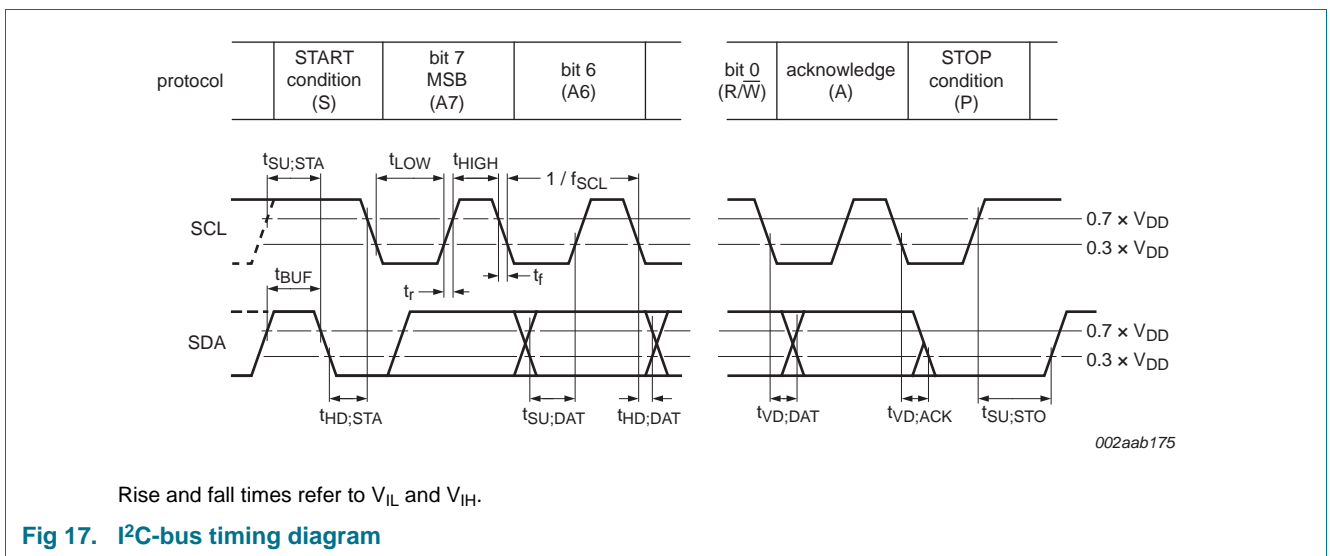 protocol
START
condition
(S)
bit 7
MSB
(A7)
bit 6
(A6)
bit 0
(R/W̅)
acknowledge
(A)
STOP
condition
(P)
tSU;STA
tLOW
tHIGH
1 / fSCL
SCL
0.7 × VDD
0.3 × VDD
tBUF
tr
tf
SDA
0.7 × VDD
0.3 × VDD
tHD;STA
tSU;DAT
tHD;DAT
tVD;DAT
tVD;ACK
tSU;STO
002aab175
Rise and fall times refer to VIL and VIH.
Fig 17. I²C-bus timing diagram